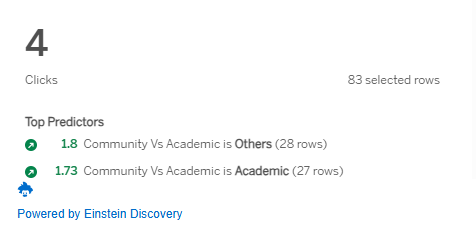 4
Clicks 83 selected rows
Top Predictors
1.8 Community Vs Academic is Others (28 rows)
1.73 Community Vs Academic is Academic (27 rows)
Powered by Einstein Discovery